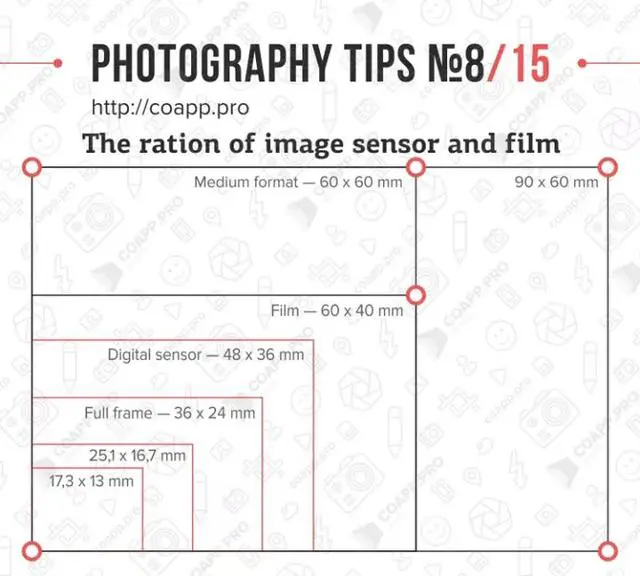 PHOTOGRAPHY TIPS №8/15
http://coapp.pro
The ration of image sensor and film
Medium format — 60 x 60 mm
90 x 60 mm
Film — 60 x 40 mm
Digital sensor — 48 x 36 mm
Full frame — 36 x 24 mm
25,1 x 16,7 mm
17,3 x 13 mm
COAPP.PRO